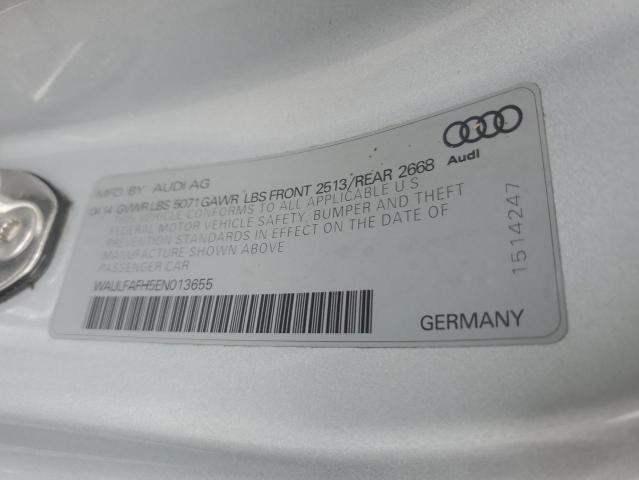 Audi
MFD. BY AUDI AG
04-14 GVWR LBS 5071 GAWR LBS FRONT 2513/REAR 2668
THIS VEHICLE CONFORMS TO ALL APPLICABLE U.S.
FEDERAL MOTOR VEHICLE SAFETY, BUMPER AND THEFT
PREVENTION STANDARDS IN EFFECT ON THE DATE OF
MANUFACTURE SHOWN ABOVE
PASSENGER CAR
WAULFAFH5EN013655
GERMANY
1514247